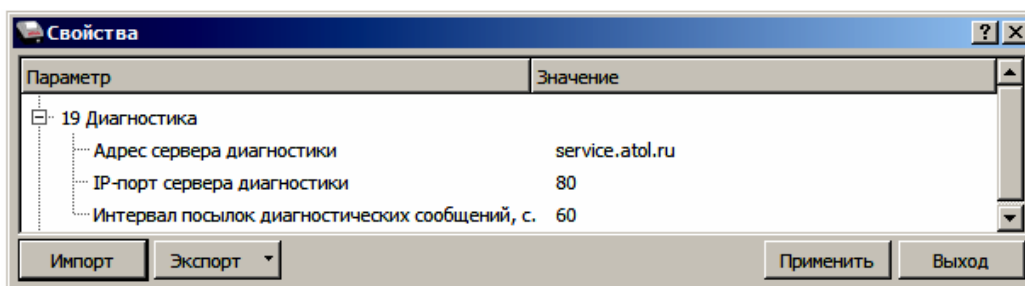 Свойства
Параметр Значение
19 Диагностика
Адрес сервера диагностики service.atol.ru
IP-порт сервера диагностики 80
Интервал посылок диагностических сообщений, с. 60
Импорт Экспорт Применить Выход